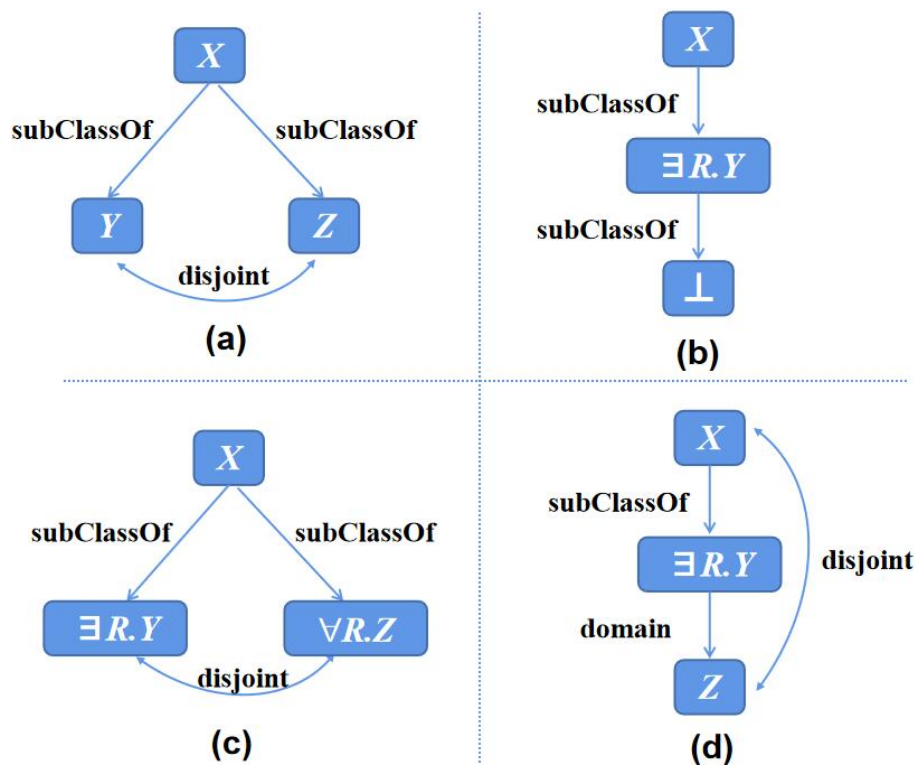 X
subClassOf subClassOf
Y Z
disjoint
(a)
X
subClassOf
∃R.Y
subClassOf
⊥
(b)
X
subClassOf subClassOf
∃R.Y ∀R.Z
disjoint
(c)
X
subClassOf
∃R.Y
disjoint
domain
Z
(d)